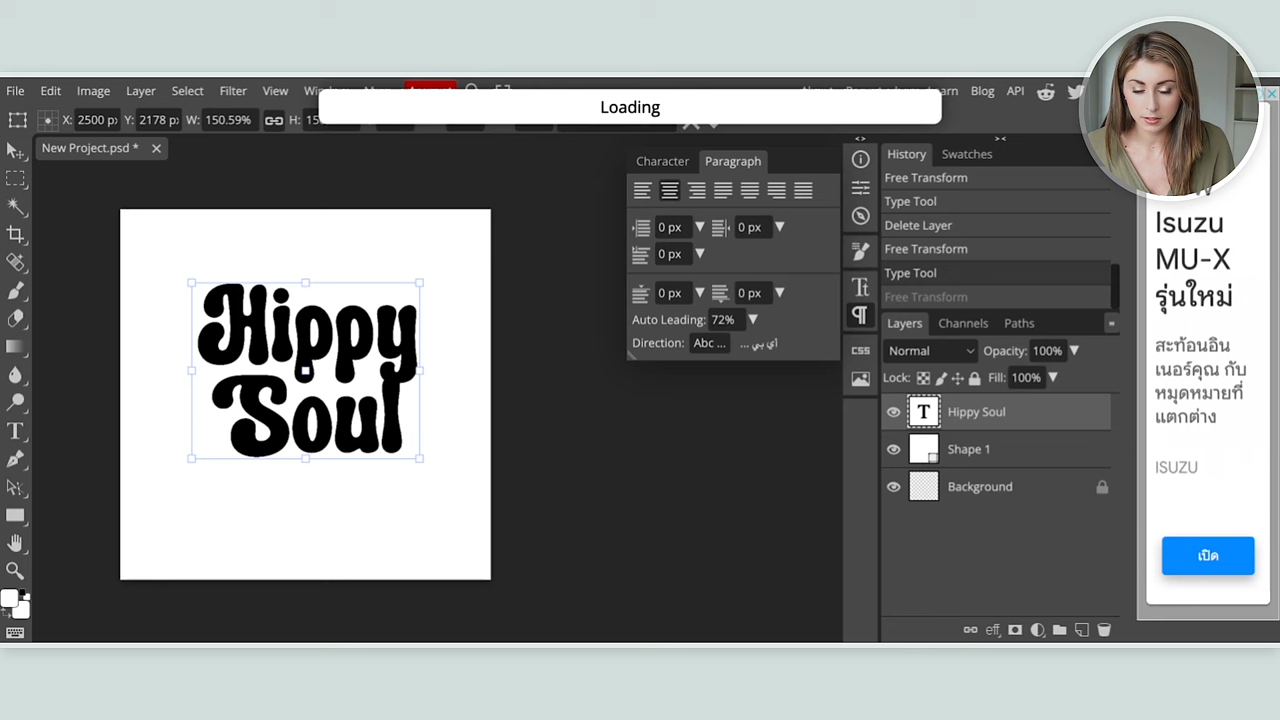 Loading
File Edit Image Layer Select Filter View
Blog API
X: 2500 p Y: 2178 p W: 150.59% H:
New Project.psd *
Character Paragraph
0 px 0 px
0 px
0 px 0 px
Auto Leading: 72%
Direction: Abc ... ... اي بي
CSS
History Swatches
Free Transform
Type Tool
Delete Layer
Free Transform
Type Tool
Free Transform
Layers Channels Paths
Normal Opacity: 100%
Lock: Fill: 100%
Hippy Soul
Shape 1
Background
eff
Hippy
Soul
Isuzu
MU-X
รุ่นใหม่
สะท้อนอิน
เนอร์คุณ กับ
หมุดหมายที่
แตกต่าง
ISUZU
เปิด